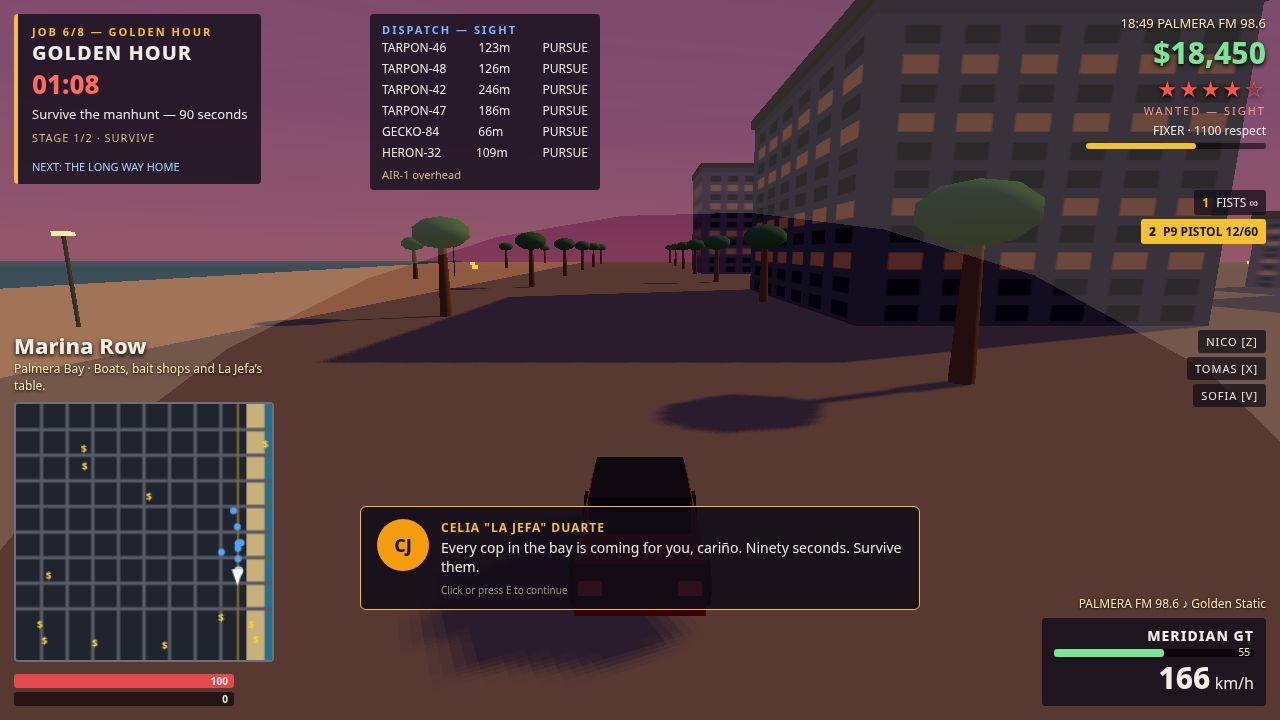 JOB 6/8 — GOLDEN HOUR
GOLDEN HOUR
01:08
Survive the manhunt — 90 seconds
STAGE 1/2 · SURVIVE
NEXT: THE LONG WAY HOME
DISPATCH — SIGHT
TARPON-46 123m PURSUE
TARPON-48 126m PURSUE
TARPON-42 246m PURSUE
TARPON-47 186m PURSUE
GECKO-84 66m PURSUE
HERON-32 109m PURSUE
AIR-1 overhead
18:49 PALMERA FM 98.6
$18,450
★★★★☆
WANTED — SIGHT
FIXER · 1100 respect
1 FISTS ∞
2 P9 PISTOL 12/60
NICO [Z]
TOMAS [X]
SOFIA [V]
Marina Row
Palmera Bay · Boats, bait shops and La Jefa’s
table.
$
$
$
$
$
$
$
$
$
$
$
$
100
0
CJ
CELIA "LA JEFA" DUARTE
Every cop in the bay is coming for you, cariño. Ninety seconds. Survive
them.
Click or press E to continue
PALMERA FM 98.6 ♪ Golden Static
MERIDIAN GT
55
166 km/h